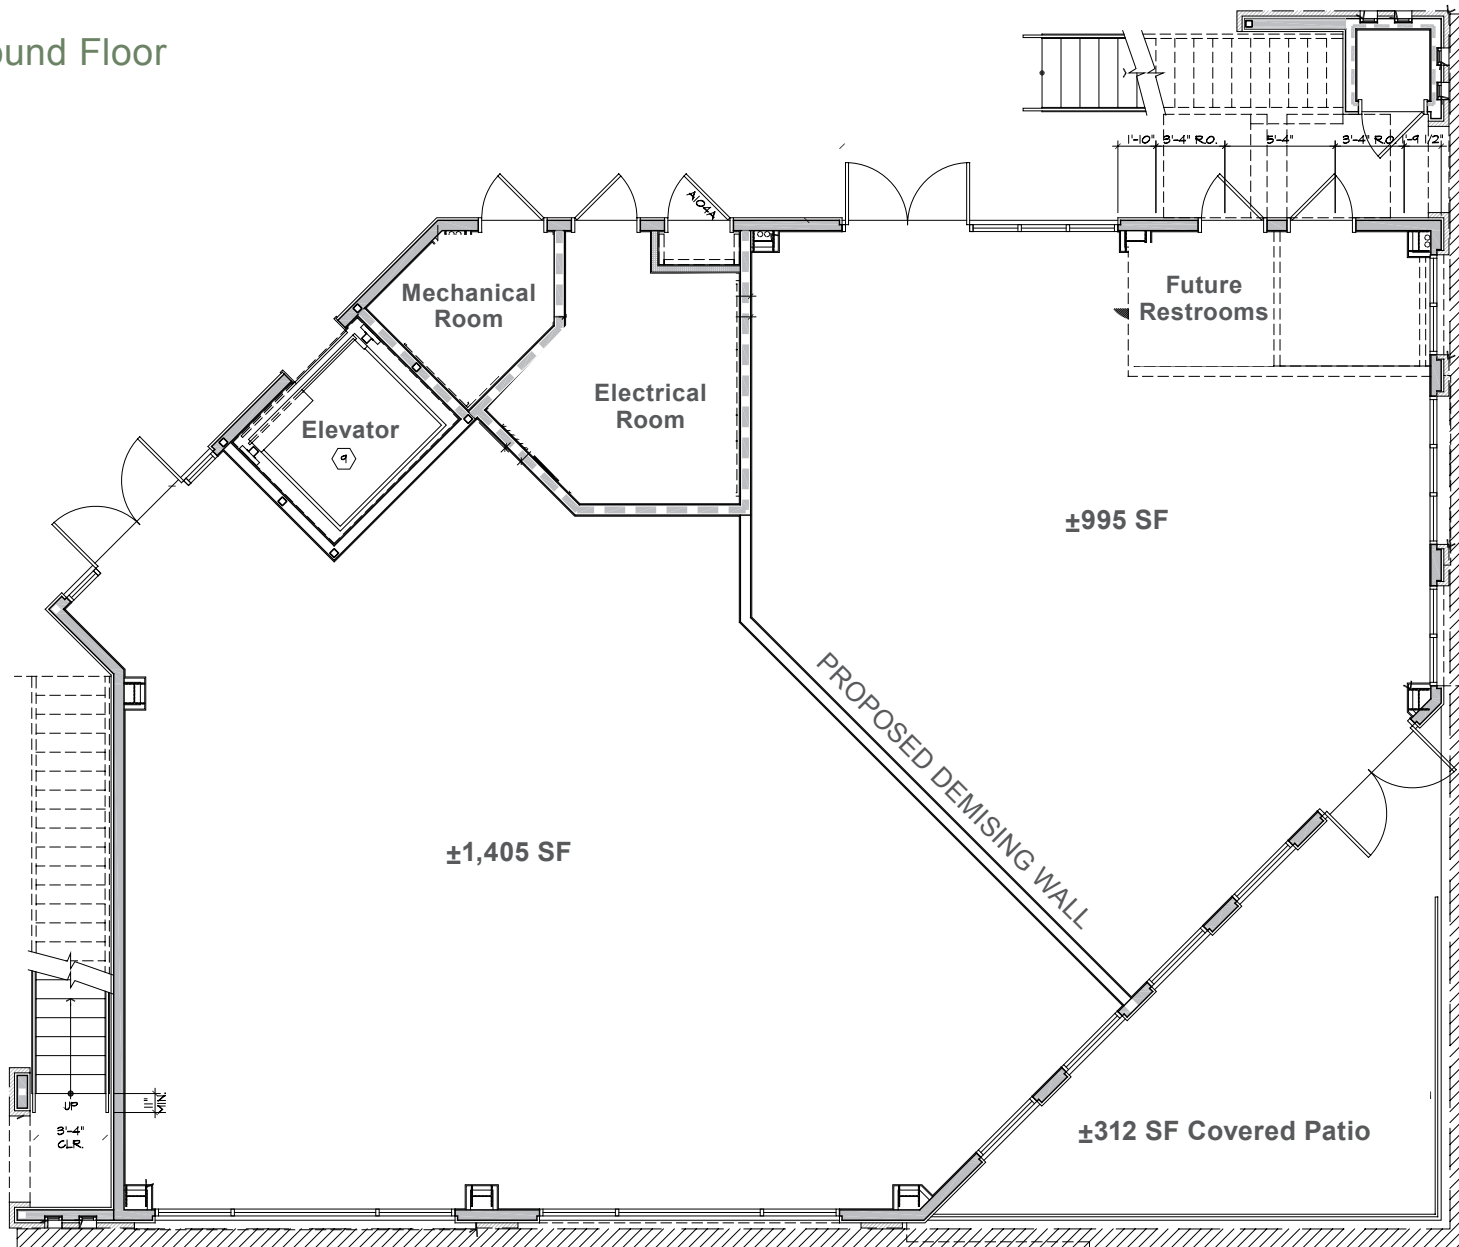 ound Floor
1'-10" 3'-4" R.O. 5'-4" 3'-4" R.O. 1'-9 1/2"
A104A
Mechanical
Room
Future
Restrooms
Electrical
Room
Elevator
9
±995 SF
PROPOSED DEMISING WALL
±1,405 SF
UP
11"
MIN.
3'-4"
CLR.
±312 SF Covered Patio